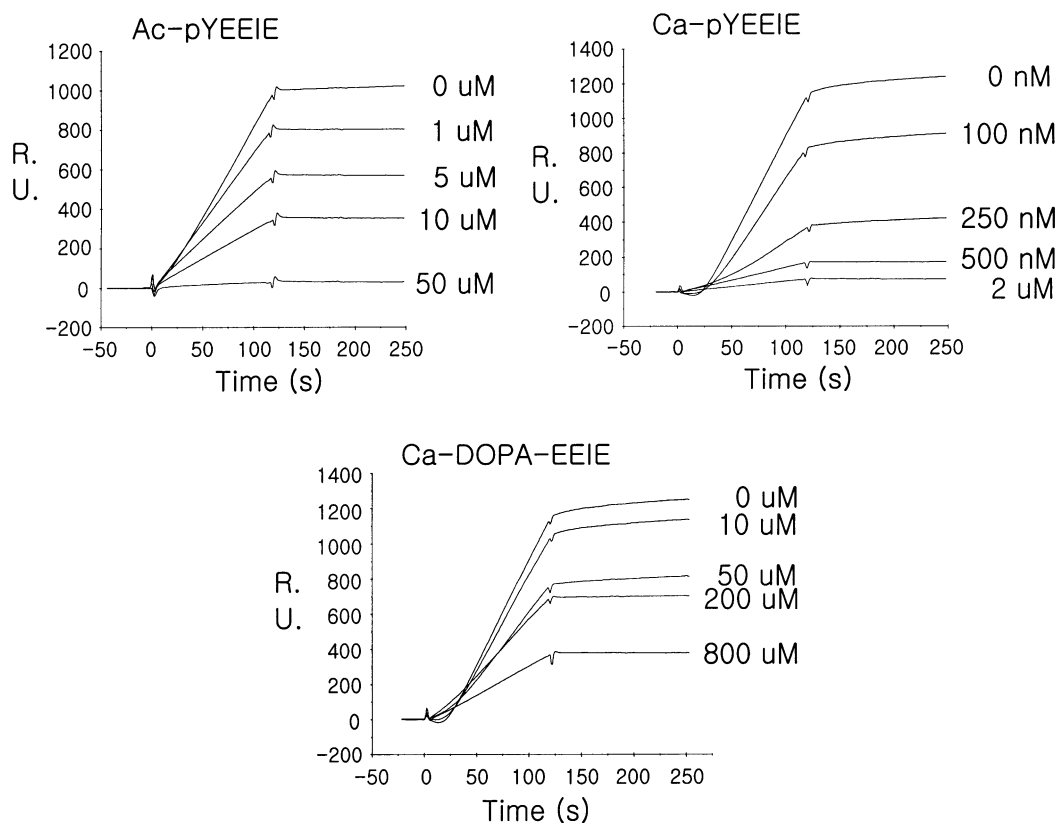 Ac-pYEEIE
1200
1000
800
600
400
200
0
-200
R.
U.
0 uM
1 uM
5 uM
10 uM
50 uM
-50 0 50 100 150 200 250
Time (s)
Ca-pYEEIE
1400
1200
1000
800
600
400
200
0
-200
R.
U.
0 nM
100 nM
250 nM
500 nM
2 uM
-50 0 50 100 150 200 250
Time (s)
Ca-DOPA-EEIE
1400
1200
1000
800
600
400
200
0
-200
R.
U.
0 uM
10 uM
50 uM
200 uM
800 uM
-50 0 50 100 150 200 250
Time (s)